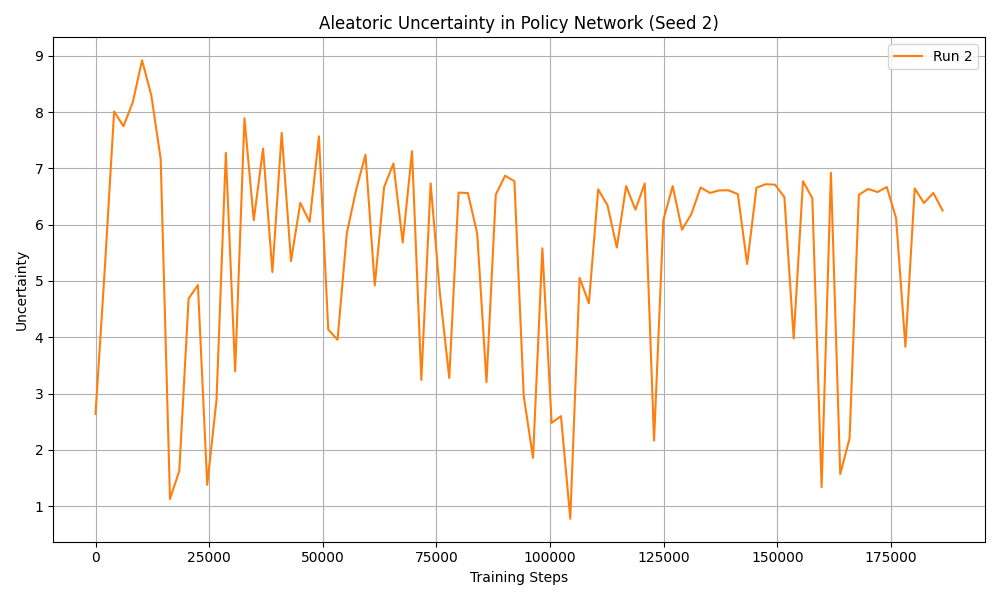 Aleatoric Uncertainty in Policy Network (Seed 2)
Run 2
Uncertainty
9
8
7
6
5
4
3
2
1
0 25000 50000 75000 100000 125000 150000 175000
Training Steps